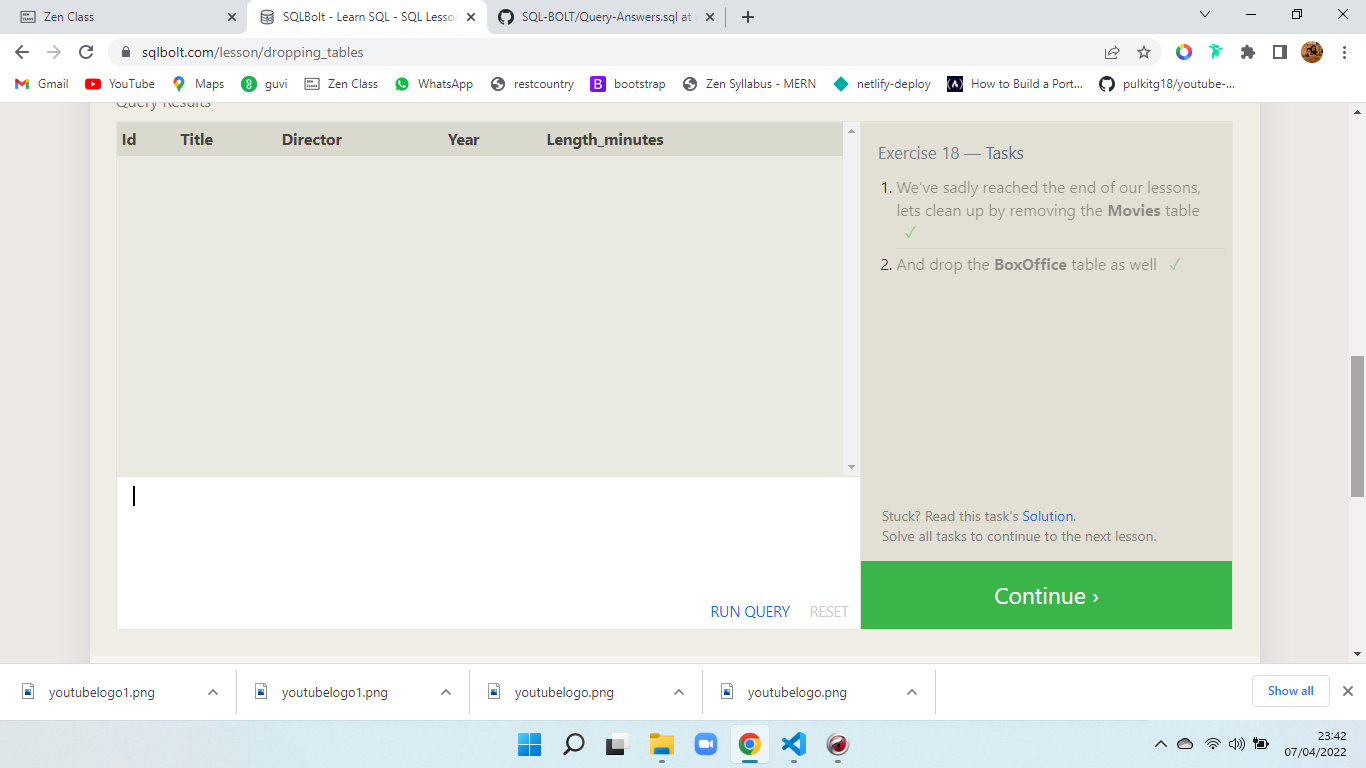 Zen Class
SQLBolt - Learn SQL - SQL Lesson
SQL-BOLT/Query-Answers.sql at
sqlbolt.com/lesson/dropping_tables
Gmail
YouTube
Maps
guvi
Zen Class
WhatsApp
restcountry
bootstrap
Zen Syllabus - MERN
netlify-deploy
How to Build a Port...
pulkitg18/youtube-...
Query Results
Id Title Director Year Length_minutes
Exercise 18 — Tasks
1. We've sadly reached the end of our lessons,
lets clean up by removing the Movies table
✓
2. And drop the BoxOffice table as well ✓
Stuck? Read this task's Solution.
Solve all tasks to continue to the next lesson.
RUN QUERY RESET
Continue ›
youtubelogo1.png
youtubelogo1.png
youtubelogo.png
youtubelogo.png
Show all
23:42
07/04/2022